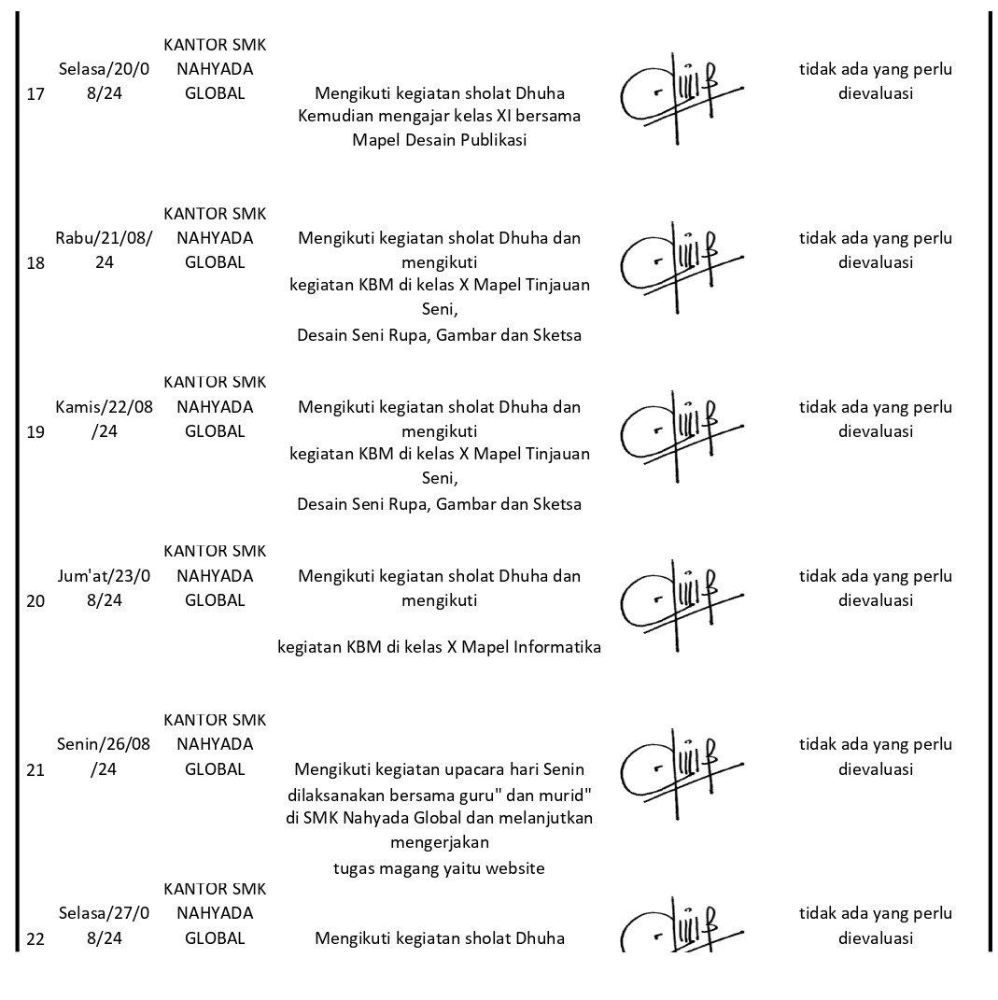 KANTOR SMK
Selasa/20/0 NAHYADA tidak ada yang perlu
17 8/24 GLOBAL Mengikuti kegiatan sholat Dhuha dievaluasi
Kemudian mengajar kelas XI bersama
Mapel Desain Publikasi
KANTOR SMK
Rabu/21/08/ NAHYADA Mengikuti kegiatan sholat Dhuha dan tidak ada yang perlu
18 24 GLOBAL mengikuti dievaluasi
kegiatan KBM di kelas X Mapel Tinjauan
Seni,
Desain Seni Rupa, Gambar dan Sketsa
KANTOR SMK
Kamis/22/08 NAHYADA Mengikuti kegiatan sholat Dhuha dan tidak ada yang perlu
19 /24 GLOBAL mengikuti dievaluasi
kegiatan KBM di kelas X Mapel Tinjauan
Seni,
Desain Seni Rupa, Gambar dan Sketsa
KANTOR SMK
Jum'at/23/0 NAHYADA Mengikuti kegiatan sholat Dhuha dan tidak ada yang perlu
20 8/24 GLOBAL mengikuti dievaluasi
kegiatan KBM di kelas X Mapel Informatika
KANTOR SMK
Senin/26/08 NAHYADA tidak ada yang perlu
21 /24 GLOBAL Mengikuti kegiatan upacara hari Senin dievaluasi
dilaksanakan bersama guru" dan murid"
di SMK Nahyada Global dan melanjutkan
mengerjakan
tugas magang yaitu website
KANTOR SMK
Selasa/27/0 NAHYADA tidak ada yang perlu
22 8/24 GLOBAL Mengikuti kegiatan sholat Dhuha dievaluasi